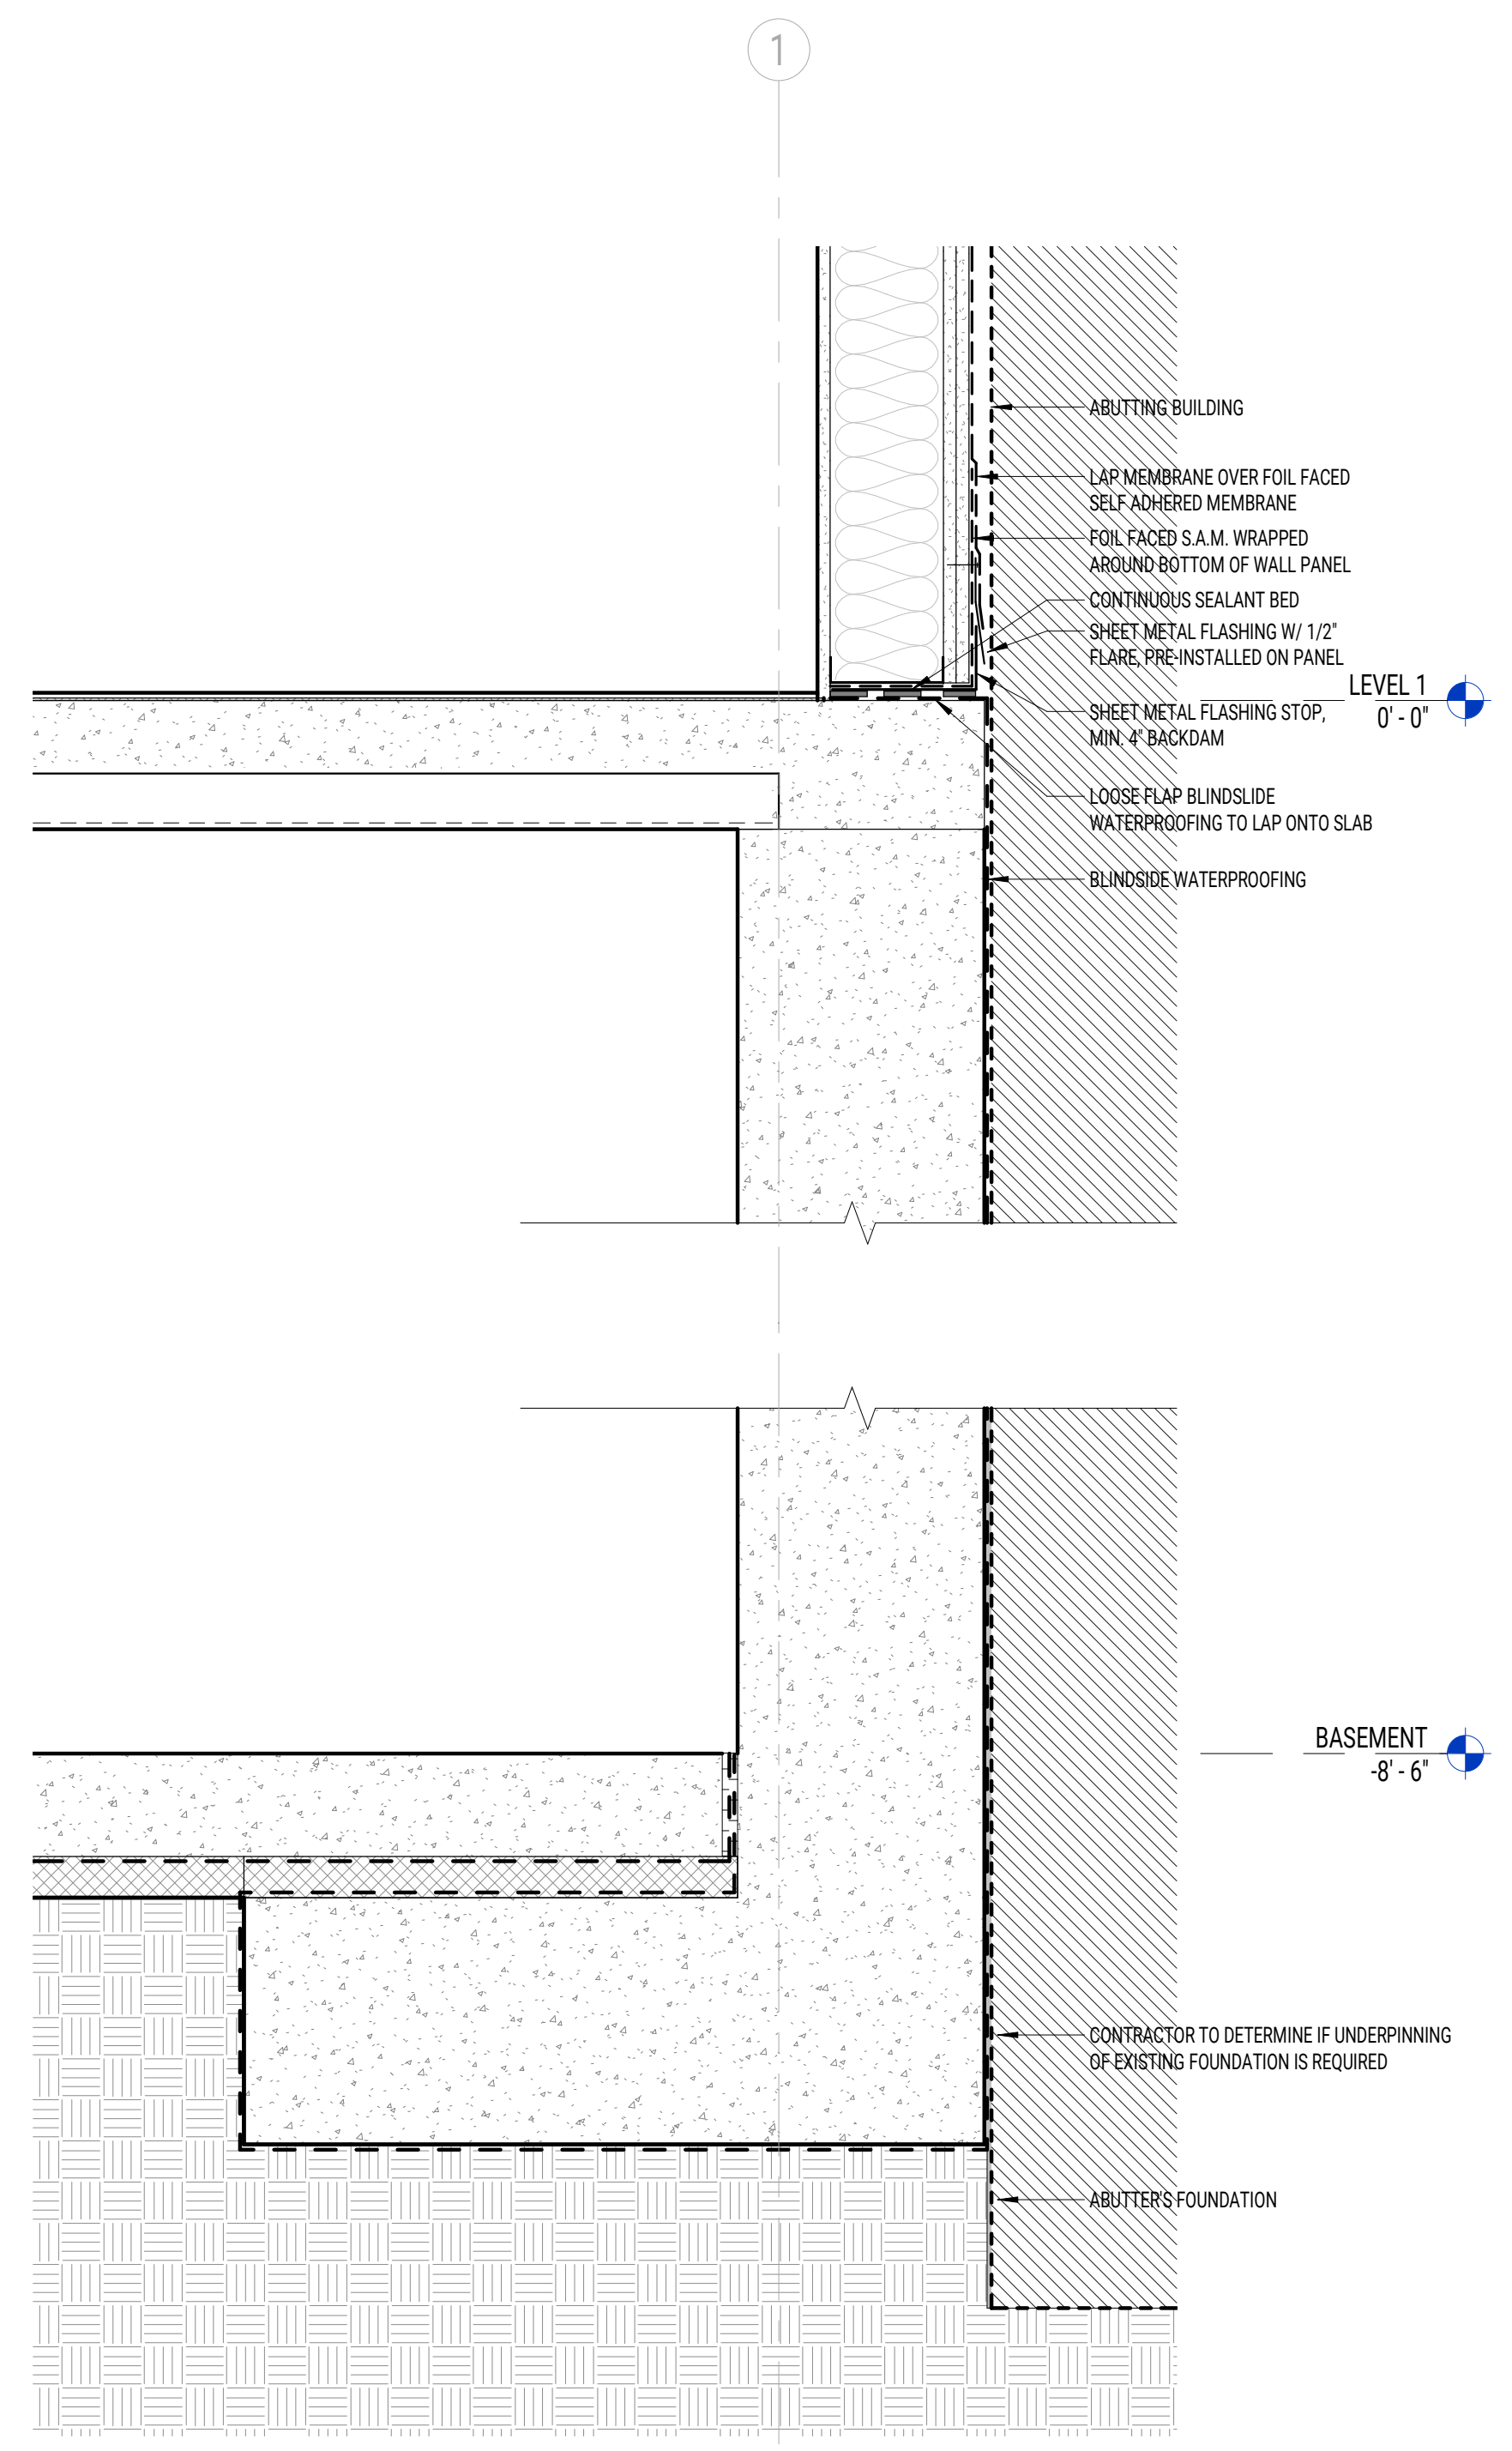 1
ABUTTING BUILDING
LAP MEMBRANE OVER FOIL FACED
SELF ADHERED MEMBRANE
FOIL FACED S.A.M. WRAPPED
AROUND BOTTOM OF WALL PANEL
CONTINUOUS SEALANT BED
SHEET METAL FLASHING W/ 1/2"
FLARE, PRE-INSTALLED ON PANEL
LEVEL 1
0' - 0"
SHEET METAL FLASHING STOP,
MIN. 4" BACKDAM
LOOSE FLAP BLINDSLIDE
WATERPROOFING TO LAP ONTO SLAB
BLINDSIDE WATERPROOFING
BASEMENT
-8' - 6"
CONTRACTOR TO DETERMINE IF UNDERPINNING
OF EXISTING FOUNDATION IS REQUIRED
ABUTTER'S FOUNDATION